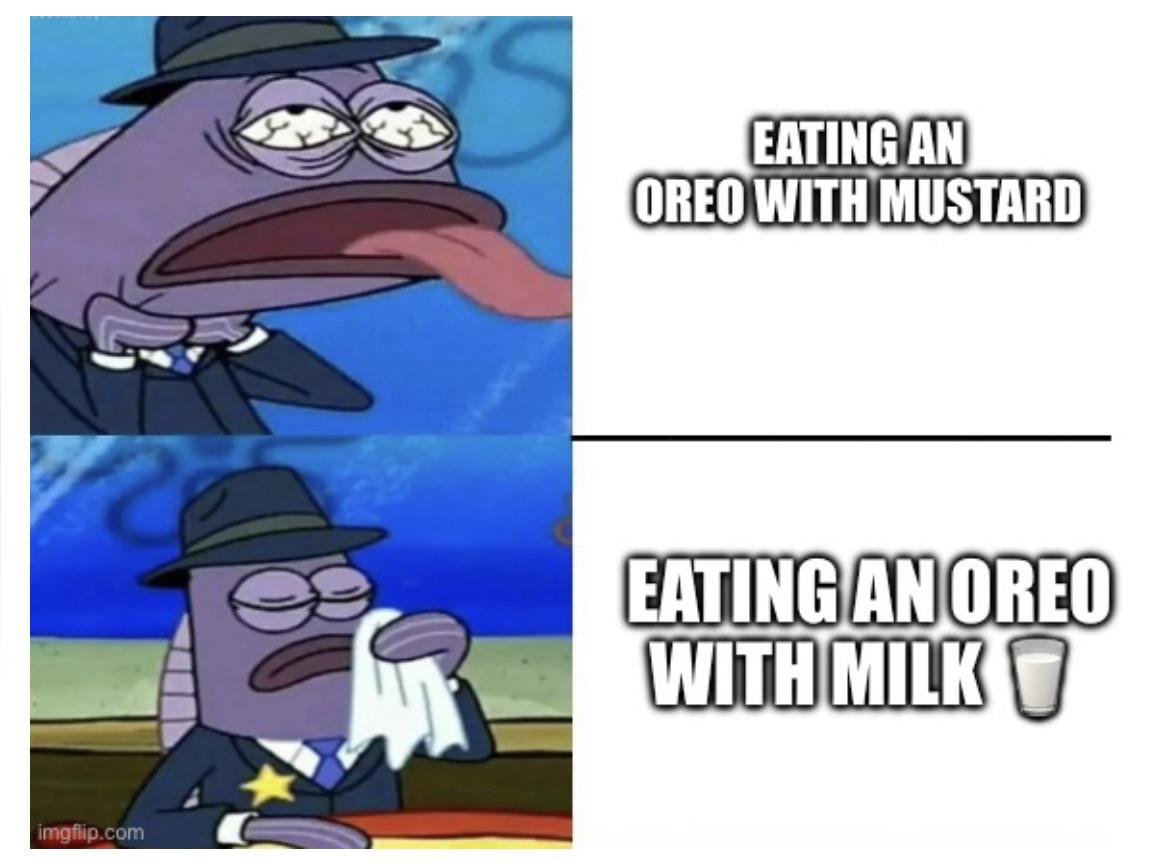 EATING AN
OREO WITH MUSTARD
EATING AN OREO
WITH MILK 🥛
imgflip.com